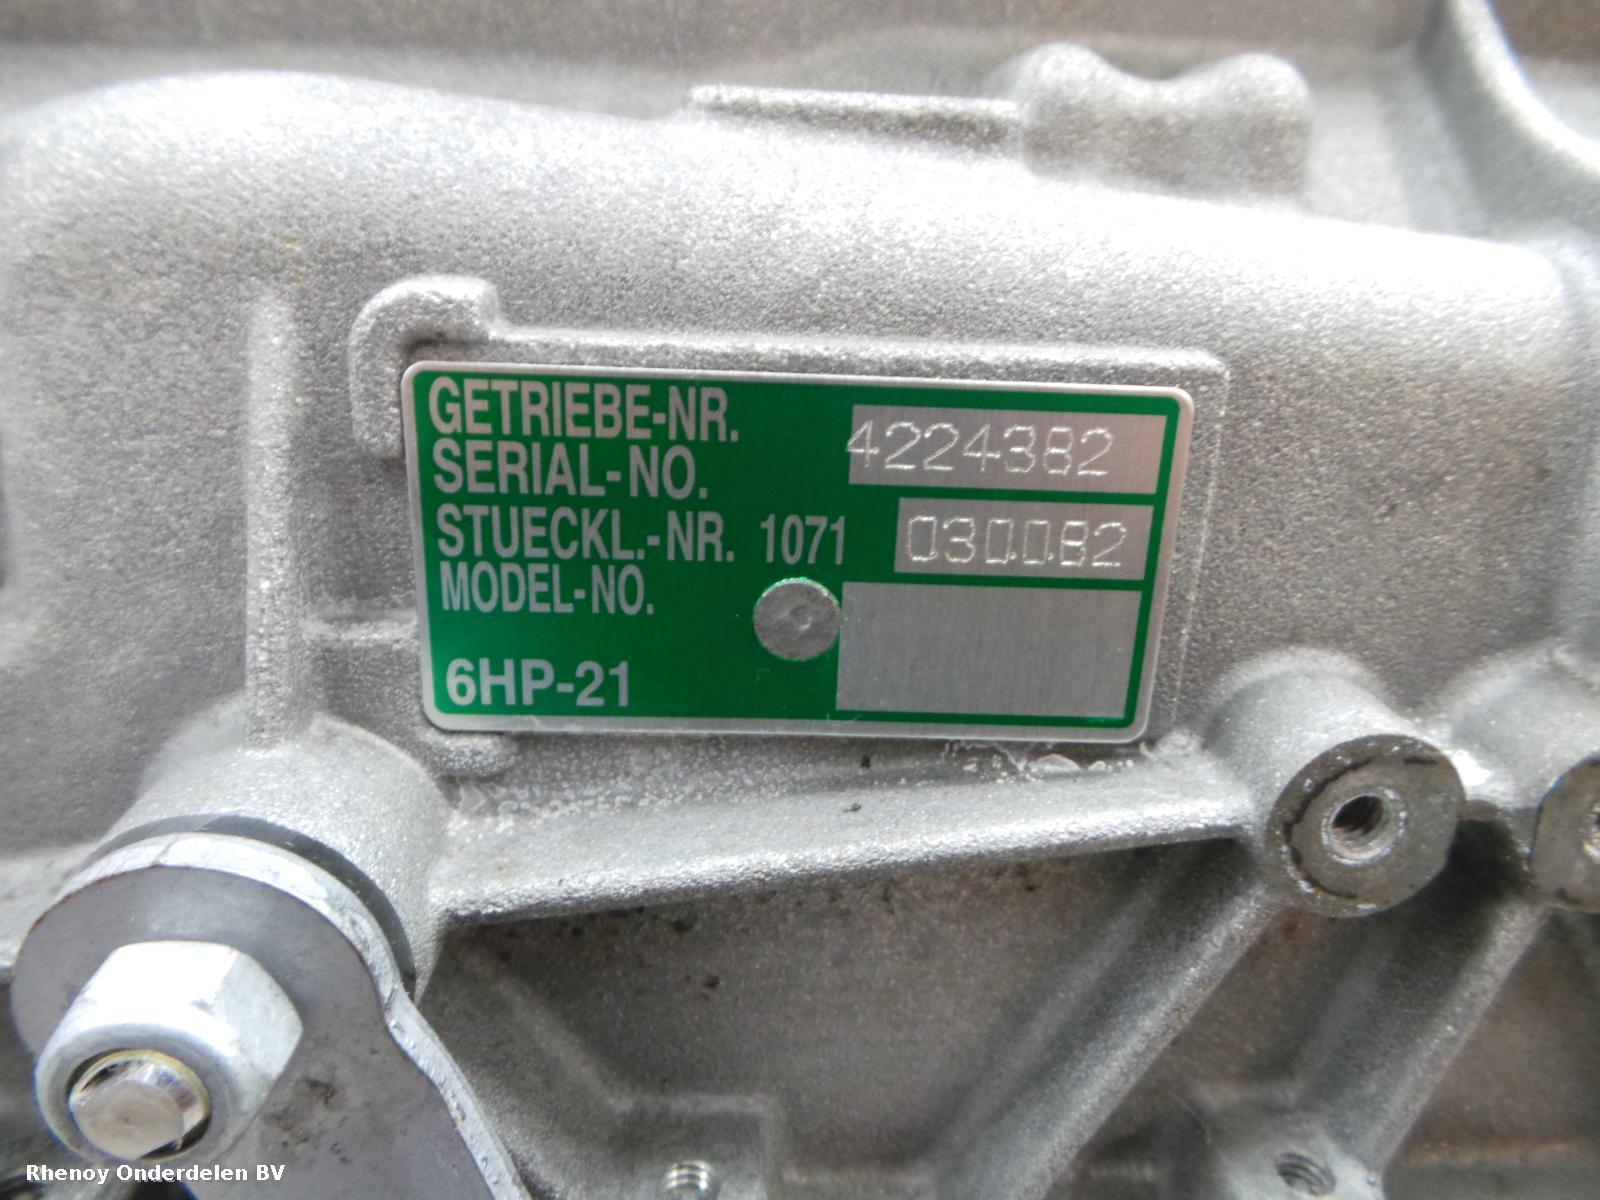 GETRIEBE-NR.
SERIAL-NO. 4224382
STUECKL.-NR. 1071 030082
MODEL-NO.
6HP-21
Rhenoy Onderdelen BV